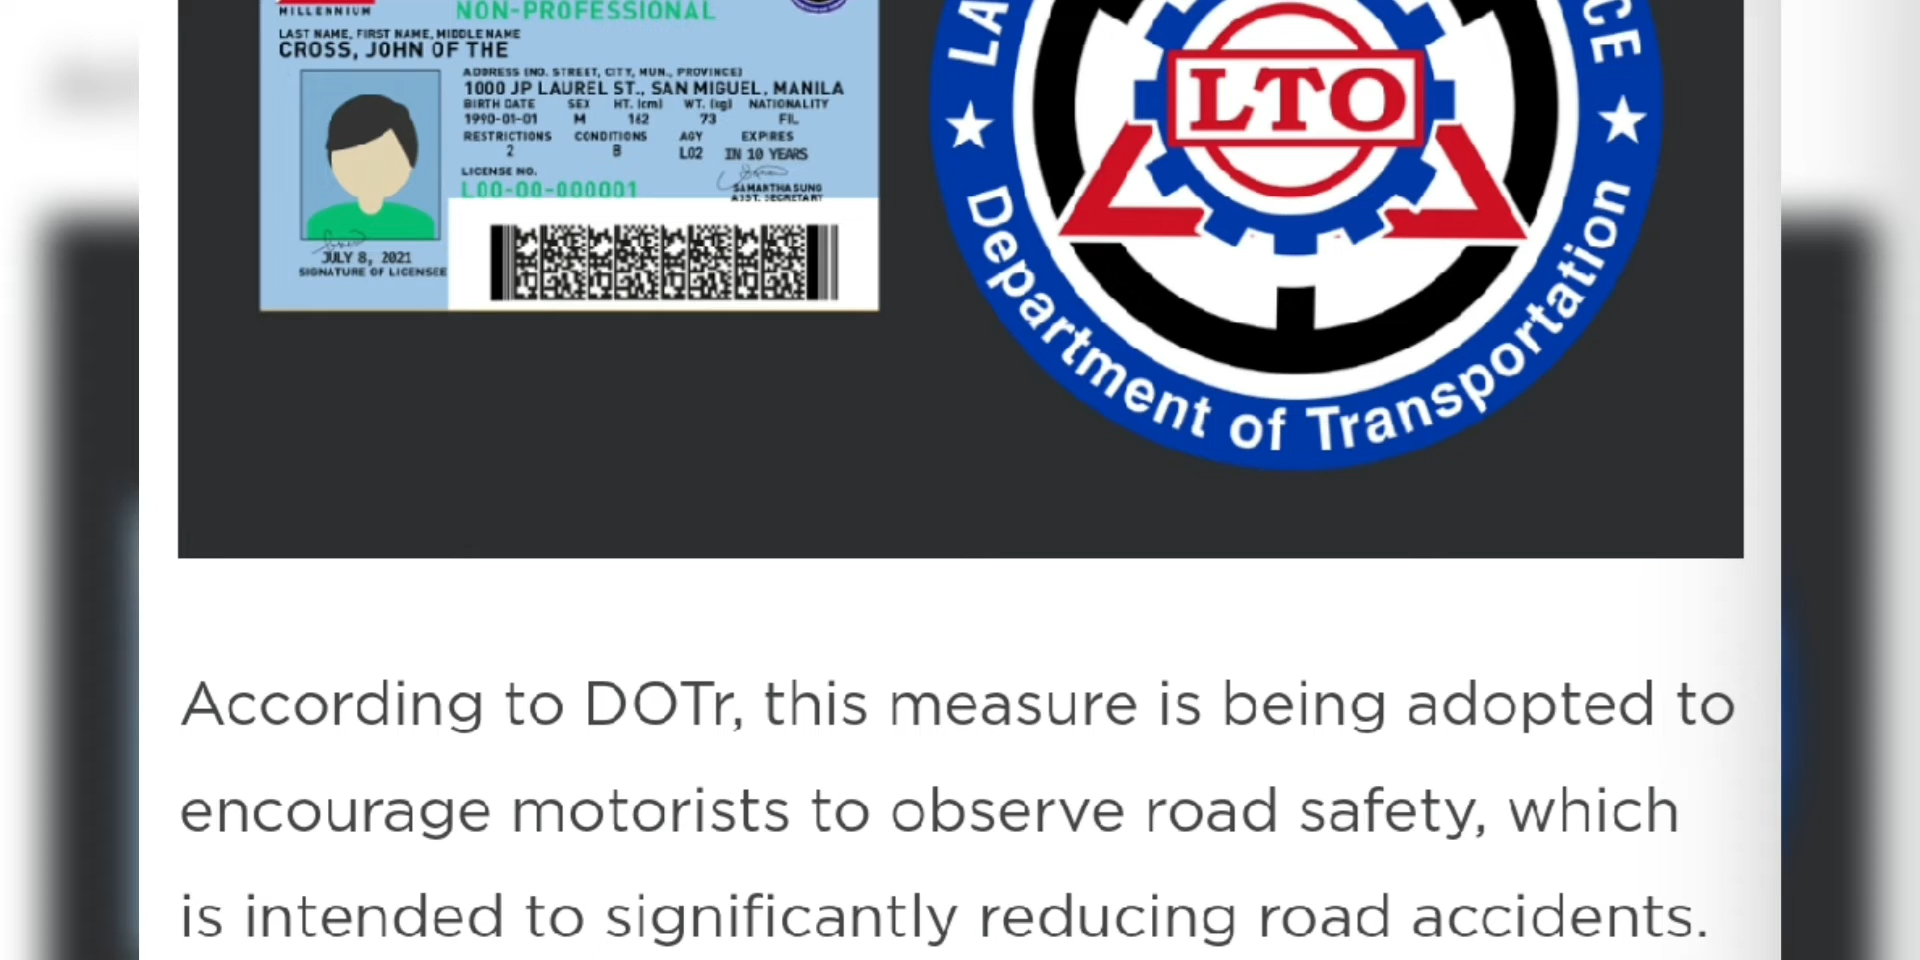 MILLENNIUM
NON-PROFESSIONAL
LAST NAME, FIRST NAME, MIDDLE NAME
CROSS, JOHN OF THE
ADDRESS (NO. STREET, CITY, MUN., PROVINCE)
1000 JP LAUREL ST., SAN MIGUEL, MANILA
BIRTH DATE SEX HT. (cm) WT. (kg) NATIONALITY
1990-01-01 M 162 73 FIL
RESTRICTIONS CONDITIONS AGY EXPIRES
2 B L02 IN 10 YEARS
LICENSE NO.
L00-00-000001
SAMANTHA SUNG
ASST. SECRETARY
JULY 8, 2021
SIGNATURE OF LICENSEE
LA
CE
LTO
Department of Transportation
According to DOTr, this measure is being adopted to
encourage motorists to observe road safety, which
is intended to significantly reducing road accidents.